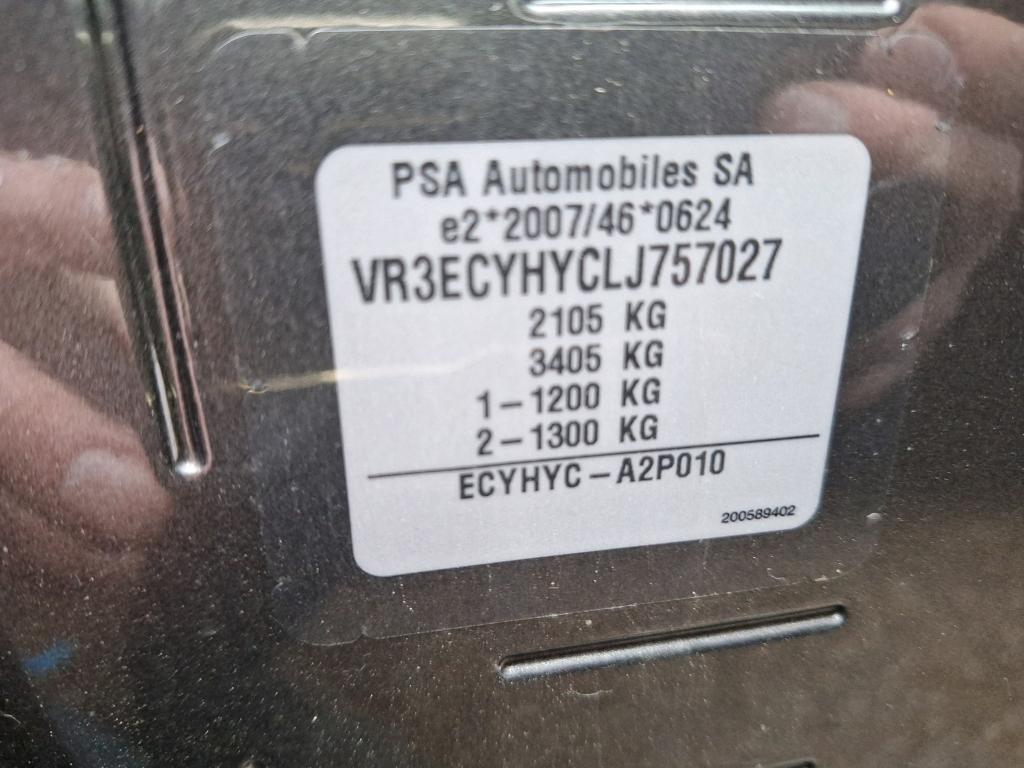 PSA Automobiles SA
e2*2007/46*0624
VR3ECYHYCLJ757027
2105 KG
3405 KG
1-1200 KG
2-1300 KG
ECYHYC-A2P010
200589402